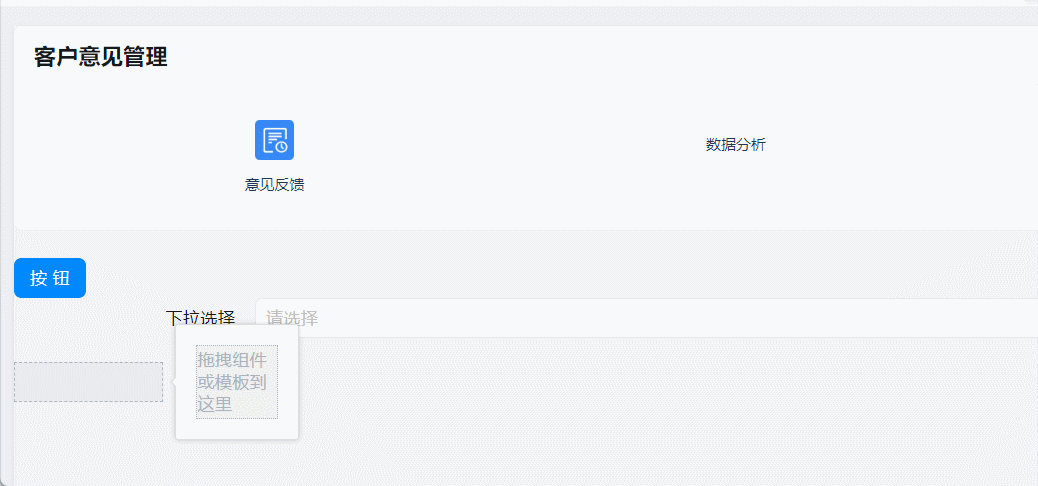 客户意见管理
意见反馈
数据分析
按 钮
下拉选择
请选择
拖拽组件
或模板到
这里